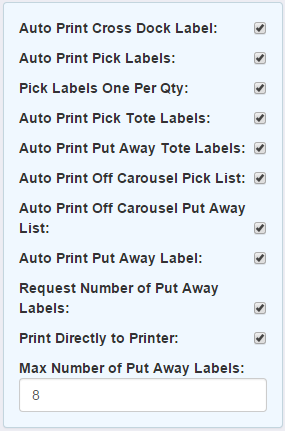 Auto Print Cross Dock Label:
Auto Print Pick Labels:
Pick Labels One Per Qty:
Auto Print Pick Tote Labels:
Auto Print Put Away Tote Labels:
Auto Print Off Carousel Pick List:
Auto Print Off Carousel Put Away
List:
Auto Print Put Away Label:
Request Number of Put Away
Labels:
Print Directly to Printer:
Max Number of Put Away Labels:
8